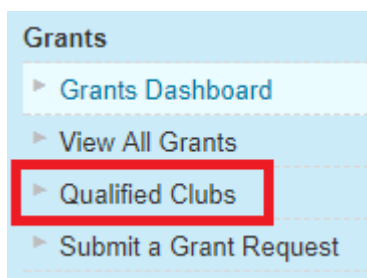 Grants
Grants Dashboard
View All Grants
Qualified Clubs
Submit a Grant Request